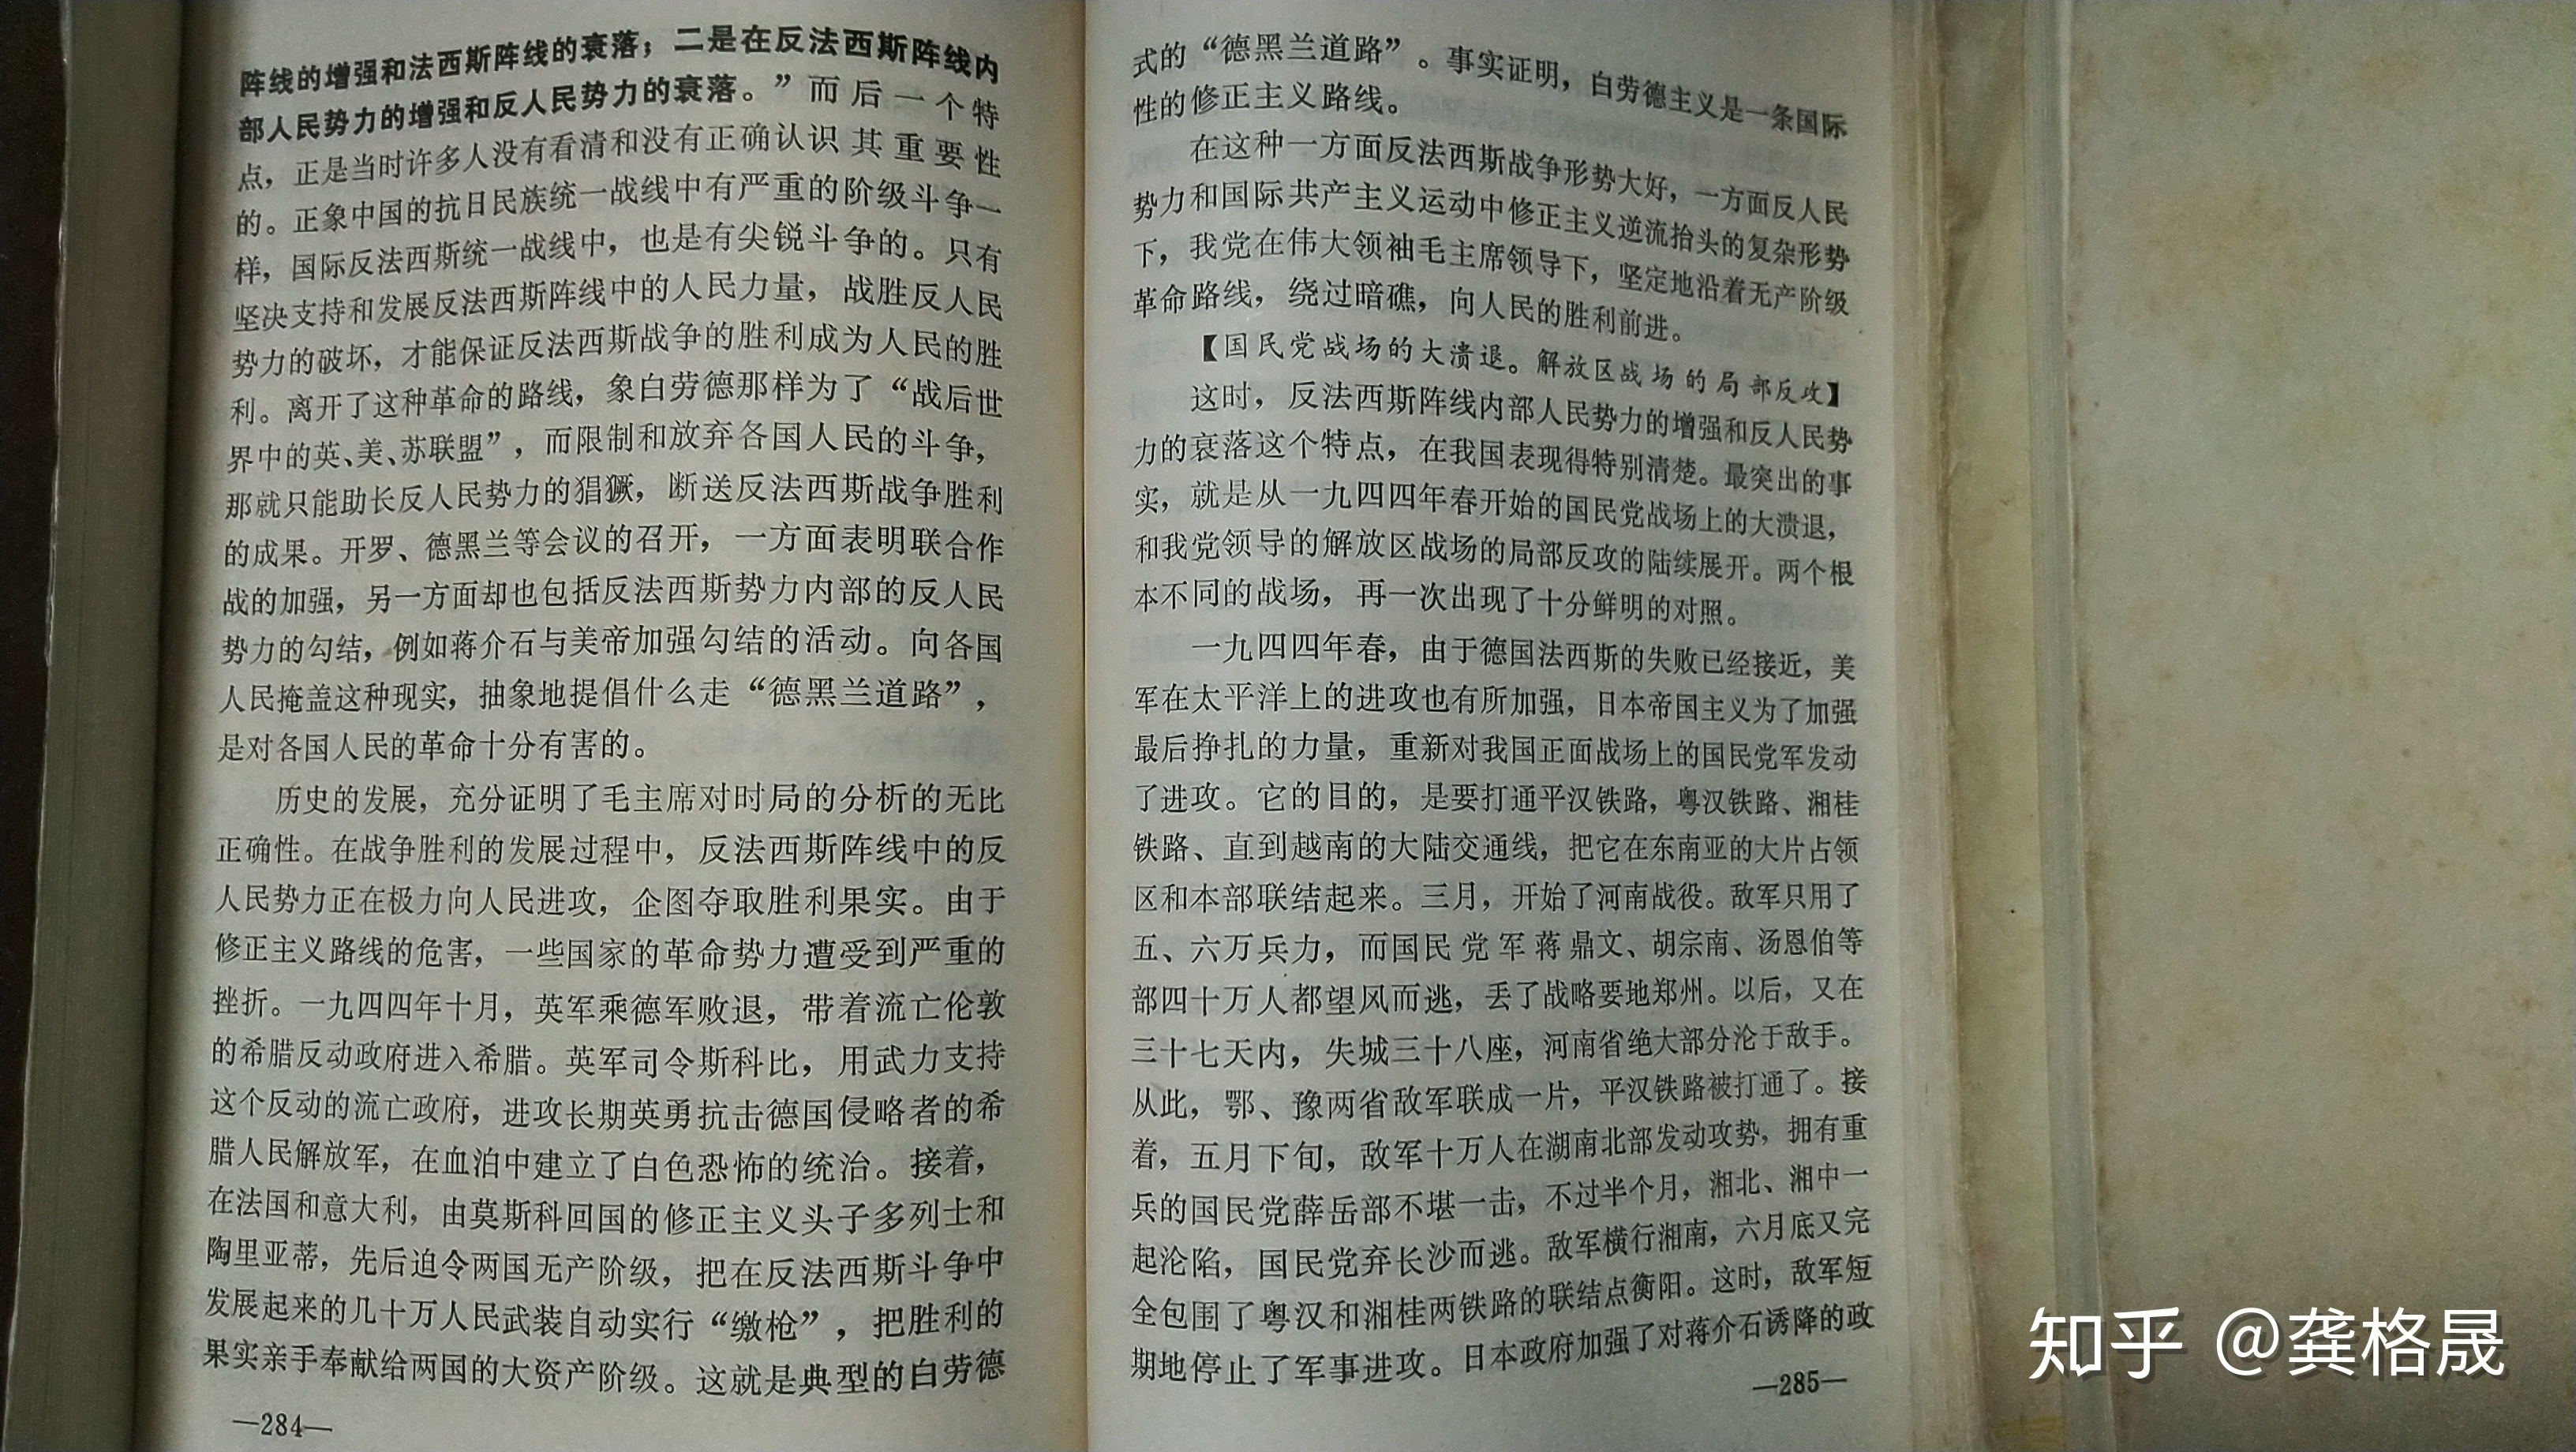 阵线的增强和法西斯阵线的衰落；二是在反法西斯阵线内
部人民势力的增强和反人民势力的衰落。”而后一个特
点，正是当时许多人没有看清和没有正确认识其重要性
的。正象中国的抗日民族统一战线中有严重的阶级斗争一
样，国际反法西斯统一战线中，也是有尖锐斗争的。只有
坚决支持和发展反法西斯阵线中的人民力量，战胜反人民
势力的破坏，才能保证反法西斯战争的胜利成为人民的胜
利。离开了这种革命的路线，象白劳德那样为了“战后世
界中的英、美、苏联盟”，而限制和放弃各国人民的斗争，
那就只能助长反人民势力的猖獗，断送反法西斯战争胜利
的成果。开罗、德黑兰等会议的召开，一方面表明联合作
战的加强，另一方面却也包括反法西斯势力内部的反人民
势力的勾结，例如蒋介石与美帝加强勾结的活动。向各国
人民掩盖这种现实，抽象地提倡什么走“德黑兰道路”，
是对各国人民的革命十分有害的。
历史的发展，充分证明了毛主席对时局的分析的无比
正确性。在战争胜利的发展过程中，反法西斯阵线中的反
人民势力正在极力向人民进攻，企图夺取胜利果实。由于
修正主义路线的危害，一些国家的革命势力遭受到严重的
挫折。一九四四年十月，英军乘德军败退，带着流亡伦敦
的希腊反动政府进入希腊。英军司令斯科比，用武力支持
这个反动的流亡政府，进攻长期英勇抗击德国侵略者的希
腊人民解放军，在血泊中建立了白色恐怖的统治。接着，
在法国和意大利，由莫斯科回国的修正主义头子多列士和
陶里亚蒂，先后迫令两国无产阶级，把在反法西斯斗争中
发展起来的几十万人民武装自动实行“缴枪”，把胜利的
果实亲手奉献给两国的大资产阶级。这就是典型的白劳德
—284—
式的“德黑兰道路”。事实证明，白劳德主义是一条国际
性的修正主义路线。
在这种一方面反法西斯战争形势大好，一方面反人民
势力和国际共产主义运动中修正主义逆流抬头的复杂形势
下，我党在伟大领袖毛主席领导下，坚定地沿着无产阶级
革命路线，绕过暗礁，向人民的胜利前进。
【国民党战场的大溃退。解放区战场的局部反攻】
这时，反法西斯阵线内部人民势力的增强和反人民势
力的衰落这个特点，在我国表现得特别清楚。最突出的事
实，就是从一九四四年春开始的国民党战场上的大溃退，
和我党领导的解放区战场的局部反攻的陆续展开。两个根
本不同的战场，再一次出现了十分鲜明的对照。
一九四四年春，由于德国法西斯的失败已经接近，美
军在太平洋上的进攻也有所加强，日本帝国主义为了加强
最后挣扎的力量，重新对我国正面战场上的国民党军发动
了进攻。它的目的，是要打通平汉铁路，粤汉铁路、湘桂
铁路、直到越南的大陆交通线，把它在东南亚的大片占领
区和本部联结起来。三月，开始了河南战役。敌军只用了
五、六万兵力，而国民党军蒋鼎文、胡宗南、汤恩伯等
部四十万人都望风而逃，丢了战略要地郑州。以后，又在
三十七天内，失城三十八座，河南省绝大部分沦于敌手。
从此，鄂、豫两省敌军联成一片，平汉铁路被打通了。接
着，五月下旬，敌军十万人在湖南北部发动攻势，拥有重
兵的国民党薛岳部不堪一击，不过半个月，湘北、湘中一
起沦陷，国民党弃长沙而逃。敌军横行湘南，六月底又完
全包围了粤汉和湘桂两铁路的联结点衡阳。这时，敌军短
期地停止了军事进攻。日本政府加强了对蒋介石诱降的政
—285—
知乎 @龚格晟